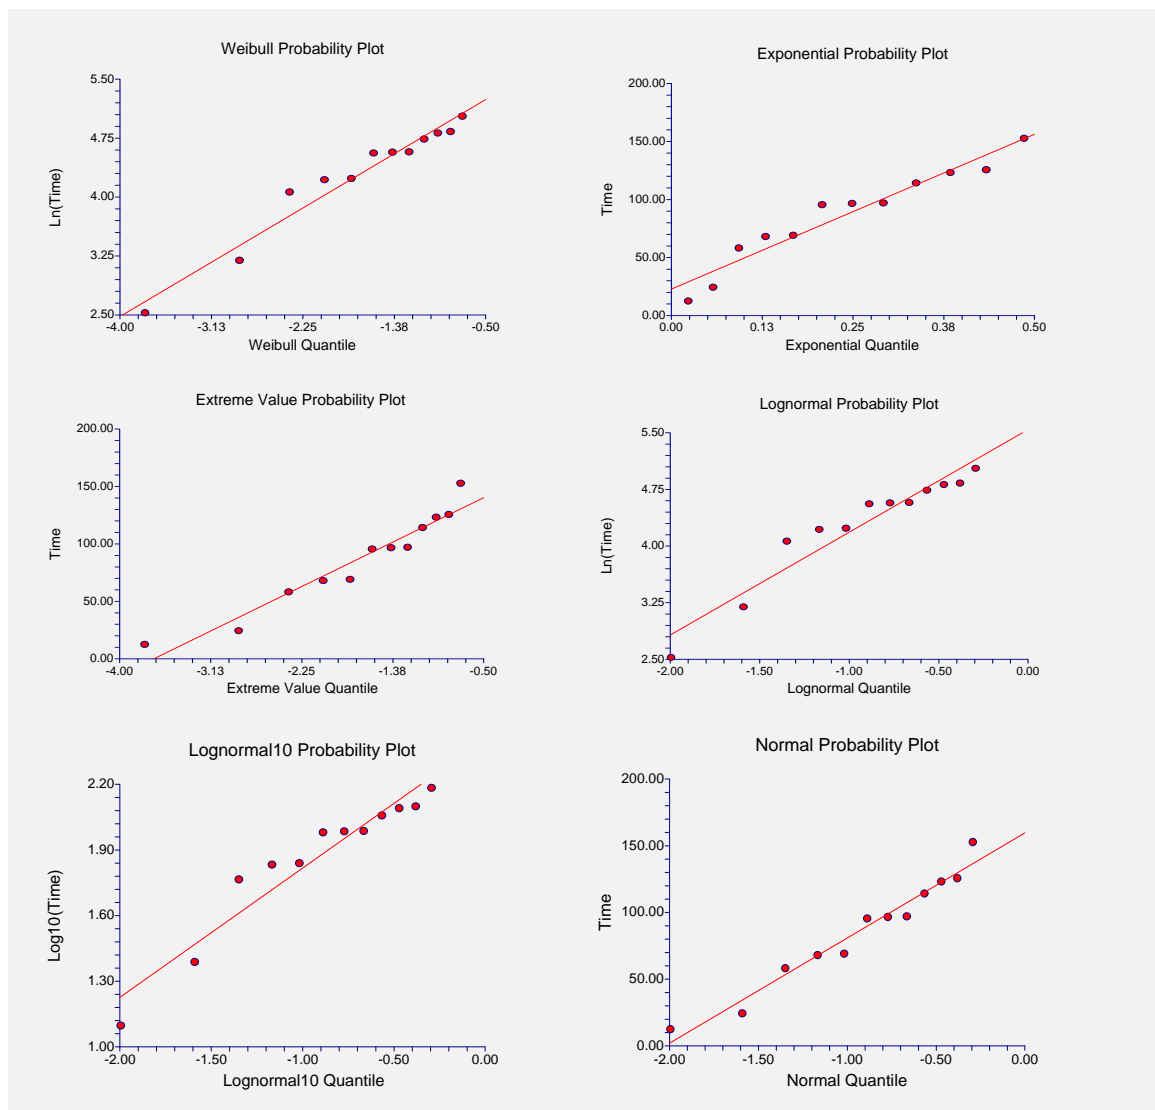 Weibull Probability Plot
5.50
4.75
4.00
3.25
2.50
Ln(Time)
-4.00 -3.13 -2.25 -1.38 -0.50
Weibull Quantile
Exponential Probability Plot
200.00
150.00
100.00
50.00
0.00
Time
0.00 0.13 0.25 0.38 0.50
Exponential Quantile
Extreme Value Probability Plot
200.00
150.00
100.00
50.00
0.00
Time
-4.00 -3.13 -2.25 -1.38 -0.50
Extreme Value Quantile
Lognormal Probability Plot
5.50
4.75
4.00
3.25
2.50
Ln(Time)
-2.00 -1.50 -1.00 -0.50 0.00
Lognormal Quantile
Lognormal10 Probability Plot
2.20
1.90
1.60
1.30
1.00
Log10(Time)
-2.00 -1.50 -1.00 -0.50 0.00
Lognormal10 Quantile
Normal Probability Plot
200.00
150.00
100.00
50.00
0.00
Time
-2.00 -1.50 -1.00 -0.50 0.00
Normal Quantile